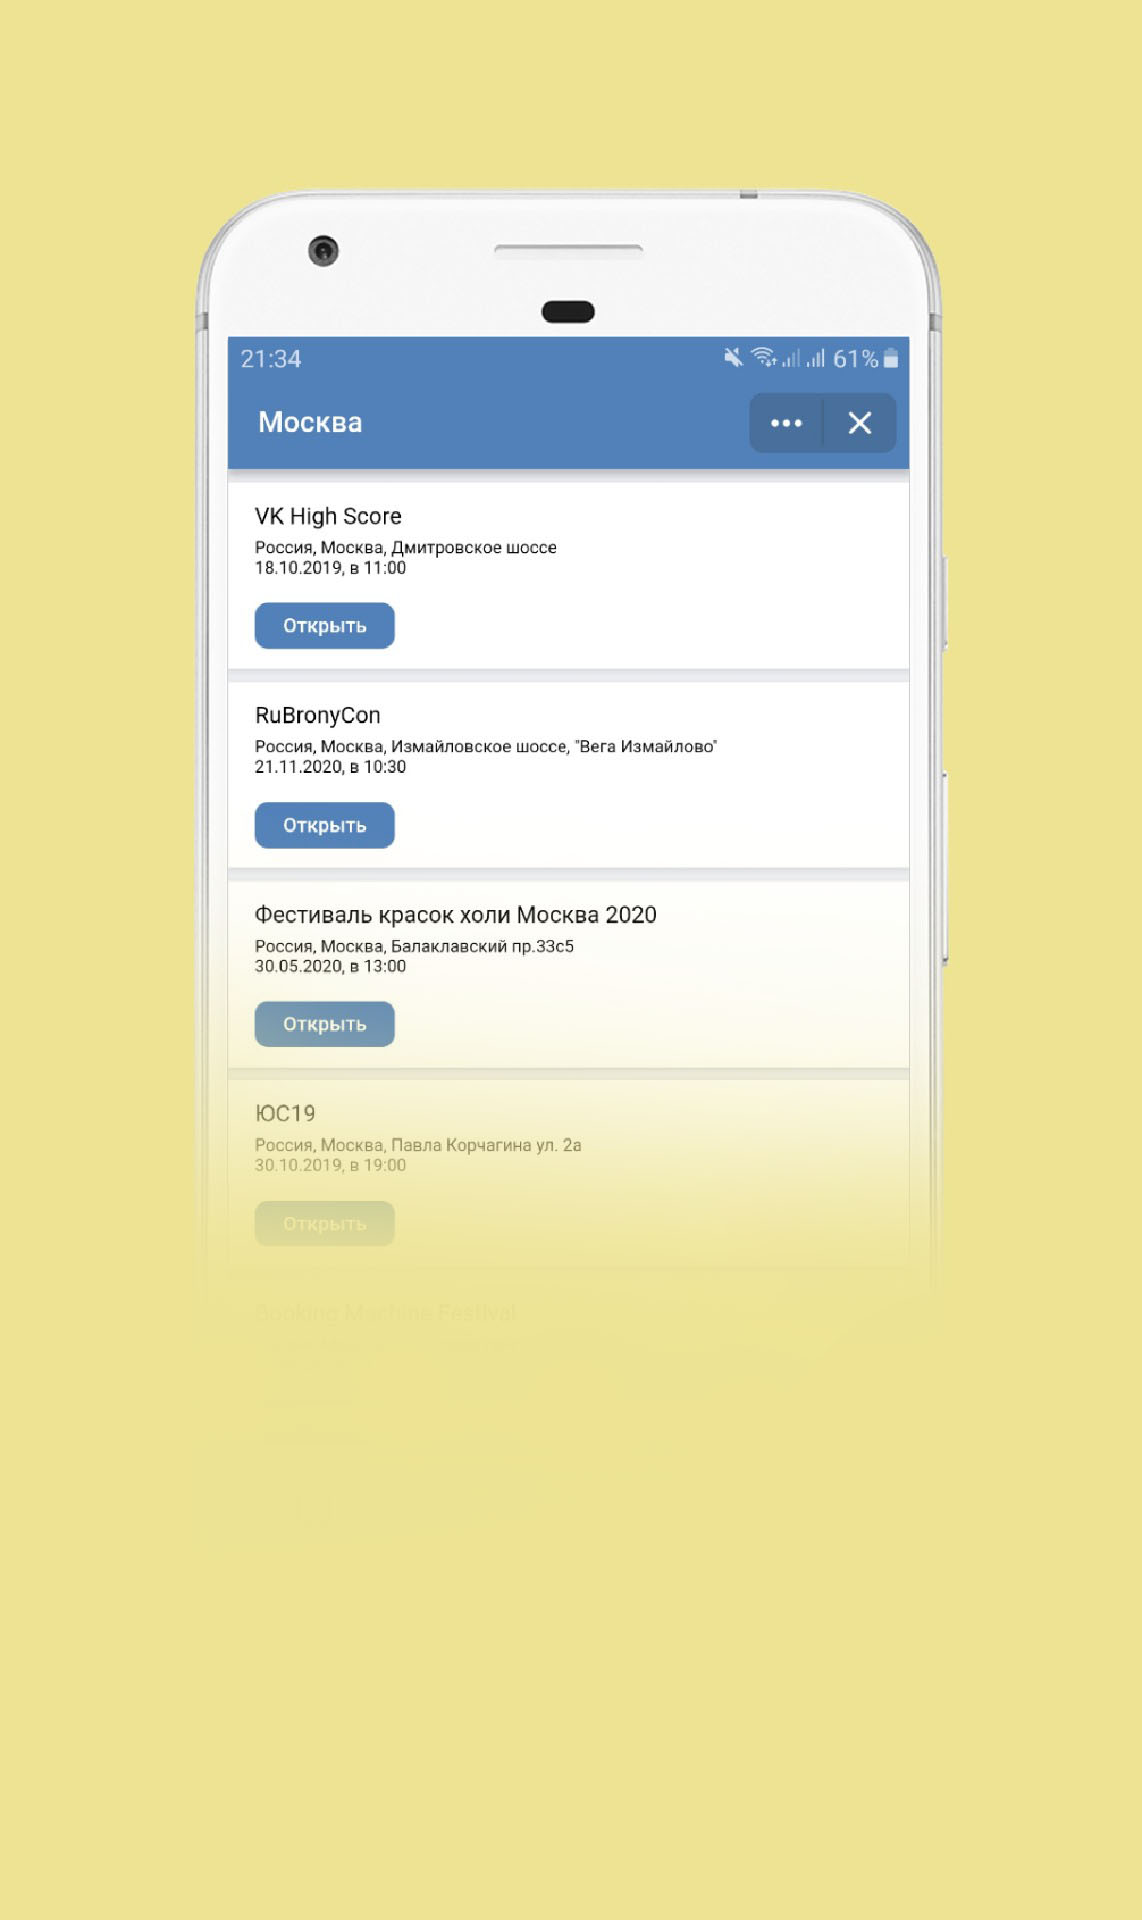 21:34
61%
Москва
VK High Score
Россия, Москва, Дмитровское шоссе
18.10.2019, в 11:00
Открыть
RuBronyCon
Россия, Москва, Измайловское шоссе, "Вега Измайлово"
21.11.2020, в 10:30
Открыть
Фестиваль красок холи Москва 2020
Россия, Москва, Балаклавский пр.33с5
30.05.2020, в 13:00
Открыть
ЮС19
Россия, Москва, Павла Корчагина ул. 2а
30.10.2019, в 19:00
Открыть
Booking Machine Festival